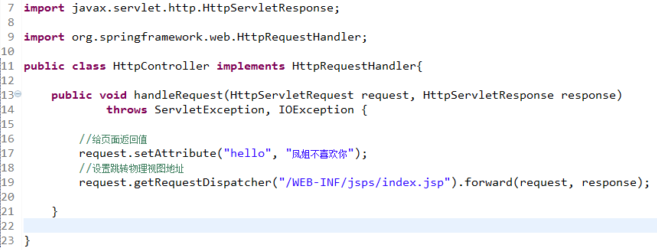 7 import javax.servlet.http.HttpServletResponse;
8
9 import org.springframework.web.HttpRequestHandler;
10
11 public class HttpController implements HttpRequestHandler{
12
13 public void handleRequest(HttpServletRequest request, HttpServletResponse response)
14 throws ServletException, IOException {
15
16 //给页面返回值
17 request.setAttribute("hello", "凤姐不喜欢你");
18 //设置跳转物理视图地址
19 request.getRequestDispatcher("/WEB-INF/jsps/index.jsp").forward(request, response);
20
21 }
22
23 }